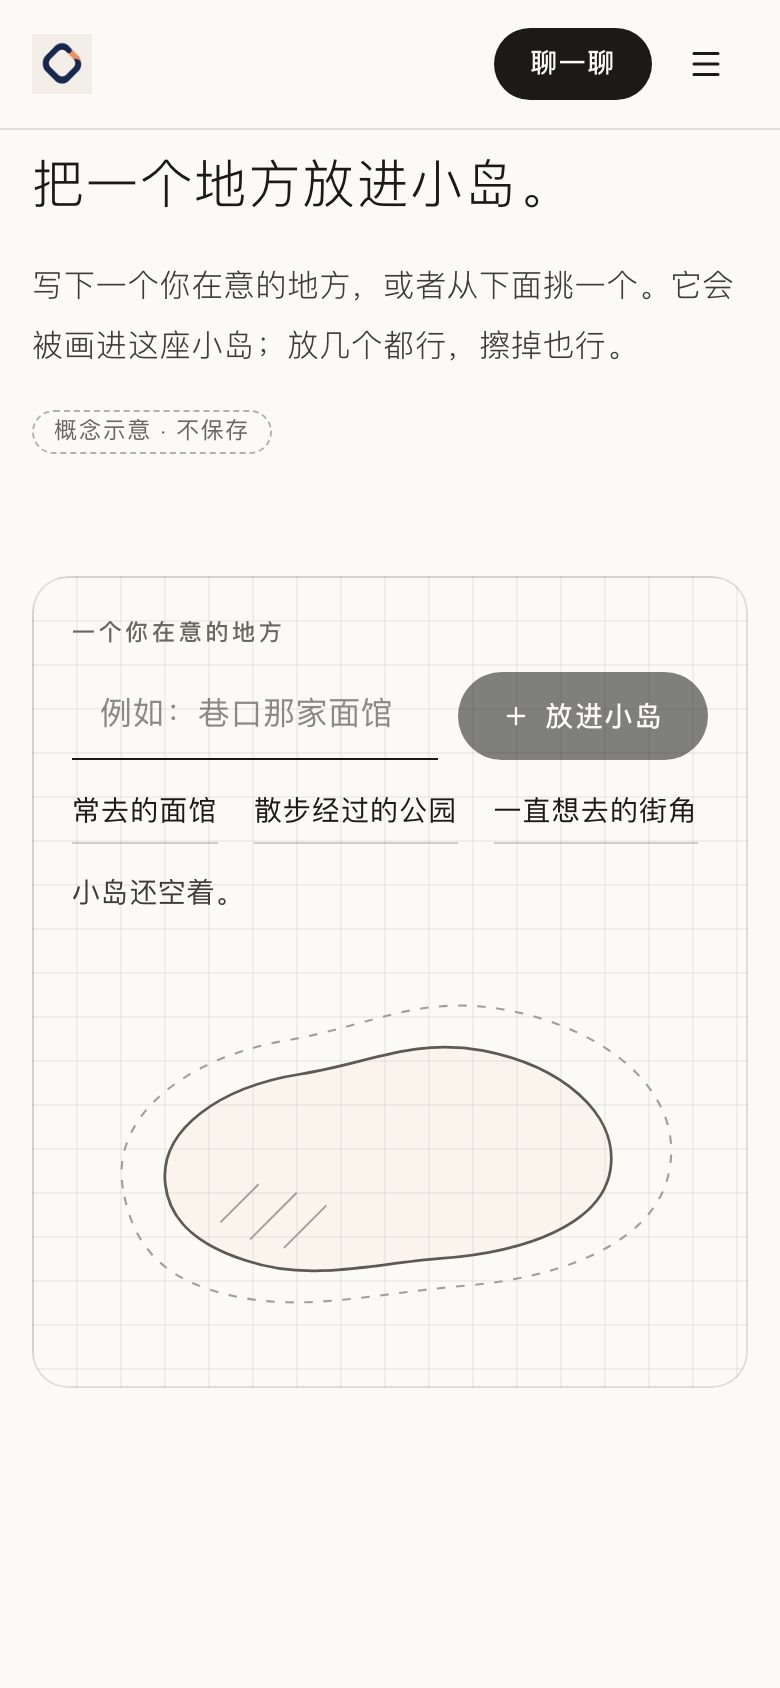 聊一聊
把一个地方放进小岛。
写下一个你在意的地方，或者从下面挑一个。它会
被画进这座小岛；放几个都行，擦掉也行。
概念示意 · 不保存
一个你在意的地方
例如：巷口那家面馆
＋ 放进小岛
常去的面馆 散步经过的公园 一直想去的街角
小岛还空着。